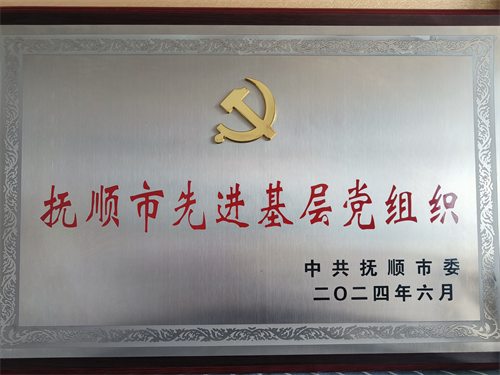 抚顺市先进基层党组织
中共抚顺市委
二〇二四年六月